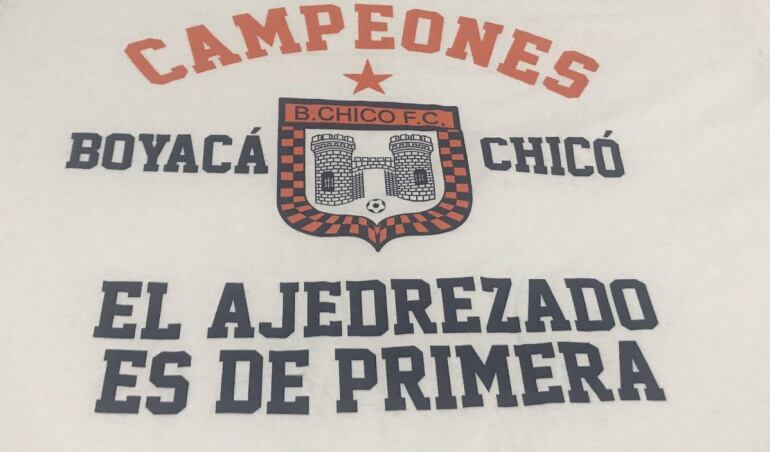 CAMPEONES
B.CHICO F.C.
BOYACÁ CHICÓ
EL AJEDREZADO
ES DE PRIMERA